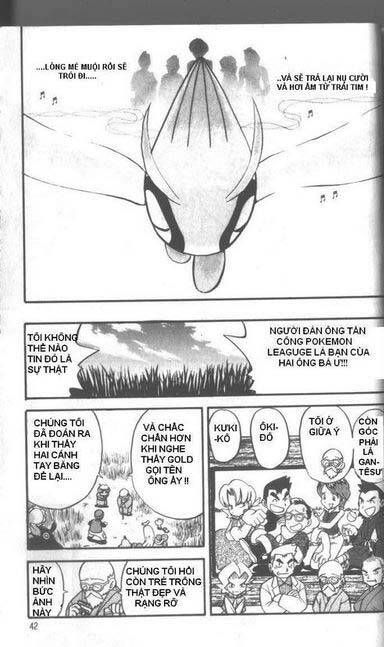 ....LÒNG MÊ MUỘI RỒI SẼ
TRÔI ĐI.....
..VÀ SẼ TRẢ LẠI NỤ CƯỜI
VÀ HƠI ẤM TỪ TRÁI TIM !
TÔI KHÔNG
THỂ NÀO
TIN ĐÓ LÀ
SỰ THẬT
NGƯỜI ĐÀN ÔNG TẤN
CÔNG POKEMON
LEAGUGE LÀ BẠN CỦA
HAI ÔNG BÀ Ư!!!
CHÚNG TÔI
ĐÃ ĐOÁN RA
KHI THẤY
HAI CÁNH
TAY BĂNG
ĐỂ LẠI....
VÀ CHẮC
CHẮN HƠN
KHI NGHE
THẤY GOLD
GỌI TÊN
ÔNG ẤY !!
KU'KI
-KÔ
ÔKI-
ĐÔ
TÔI Ở
GIỮA Ý
CÒN
GÓC
PHẢI
LÀ
GAN-
TÊSƯ
HÃY
NHÌN
BỨC
ẢNH
NÀY
CHÚNG TÔI HỒI
CÒN TRẺ TRÔNG
THẬT ĐẸP VÀ
RẠNG RỠ
42